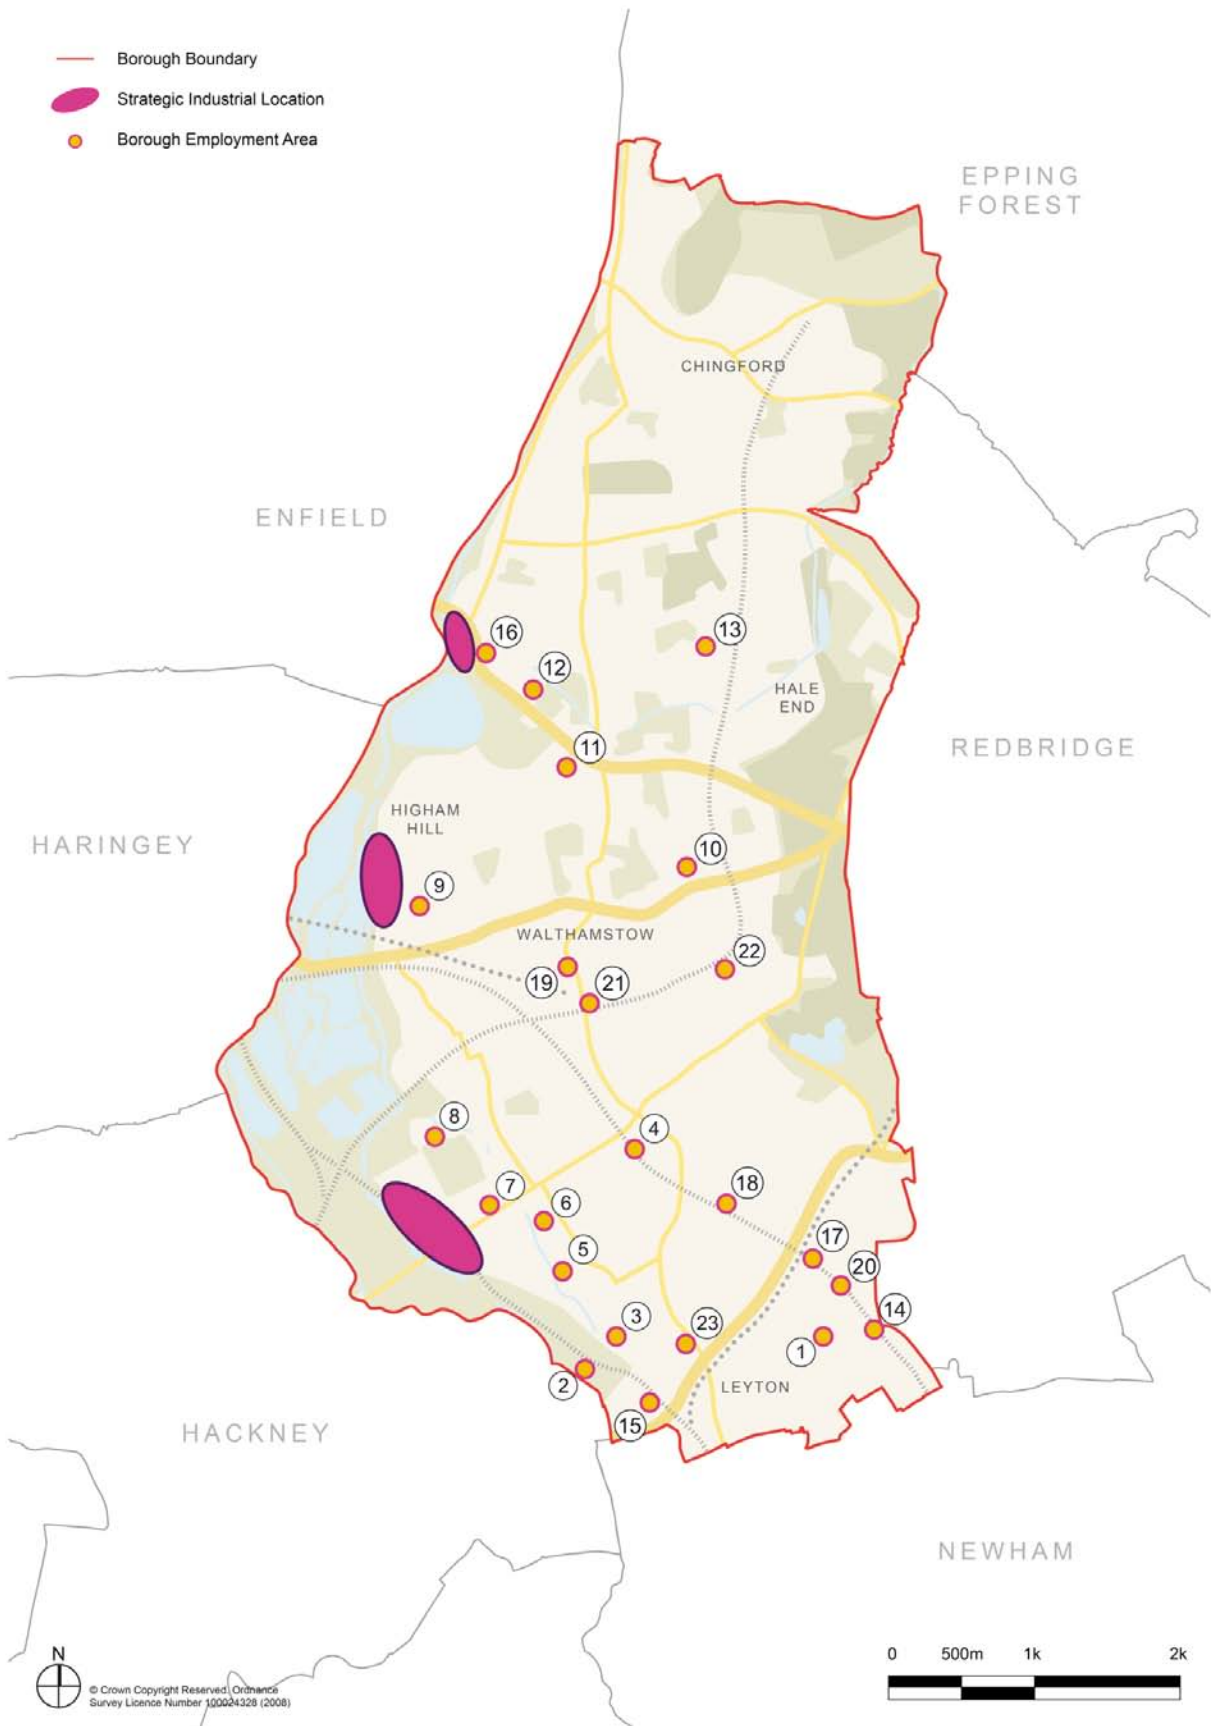 Borough Boundary
Strategic Industrial Location
Borough Employment Area
EPPING
FOREST
CHINGFORD
ENFIELD
16
13
12
HALE
END
11
REDBRIDGE
HIGHAM
HILL
HARINGEY
10
9
WALTHAMSTOW
22
19
21
8
4
7
18
6
17
5
20
3
14
23
1
2
LEYTON
15
HACKNEY
NEWHAM
N
0 500m 1k 2k
© Crown Copyright Reserved. Ordnance
Survey Licence Number 100024328 (2008)